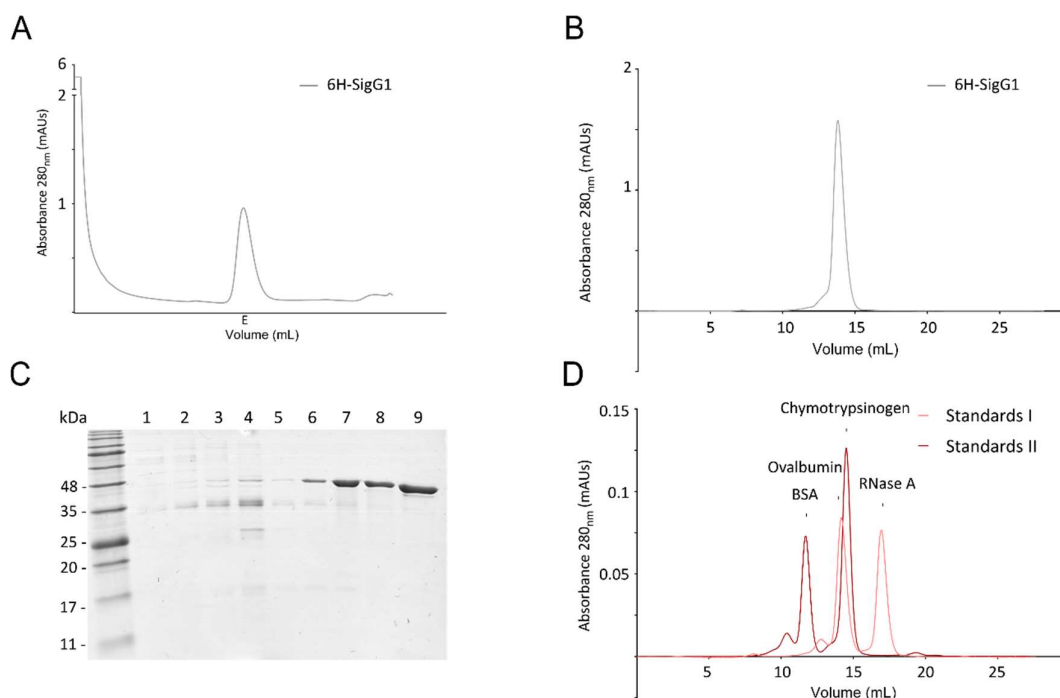 A
6
2
1
Absorbance 280nm (mAUs)
6H-SigG1
E
Volume (mL)
B
2
1
Absorbance 280nm (mAUs)
6H-SigG1
5 10 15 20 25
Volume (mL)
C
kDa 1 2 3 4 5 6 7 8 9
48 -
35 -
25 -
20 -
17 -
11 -
D
0.15
0.1
0.05
0
Absorbance 280nm (mAUs)
Chymotrypsinogen
Standards I
Standards II
Ovalbumin
BSA
RNase A
5 10 15 20 25
Volume (mL)